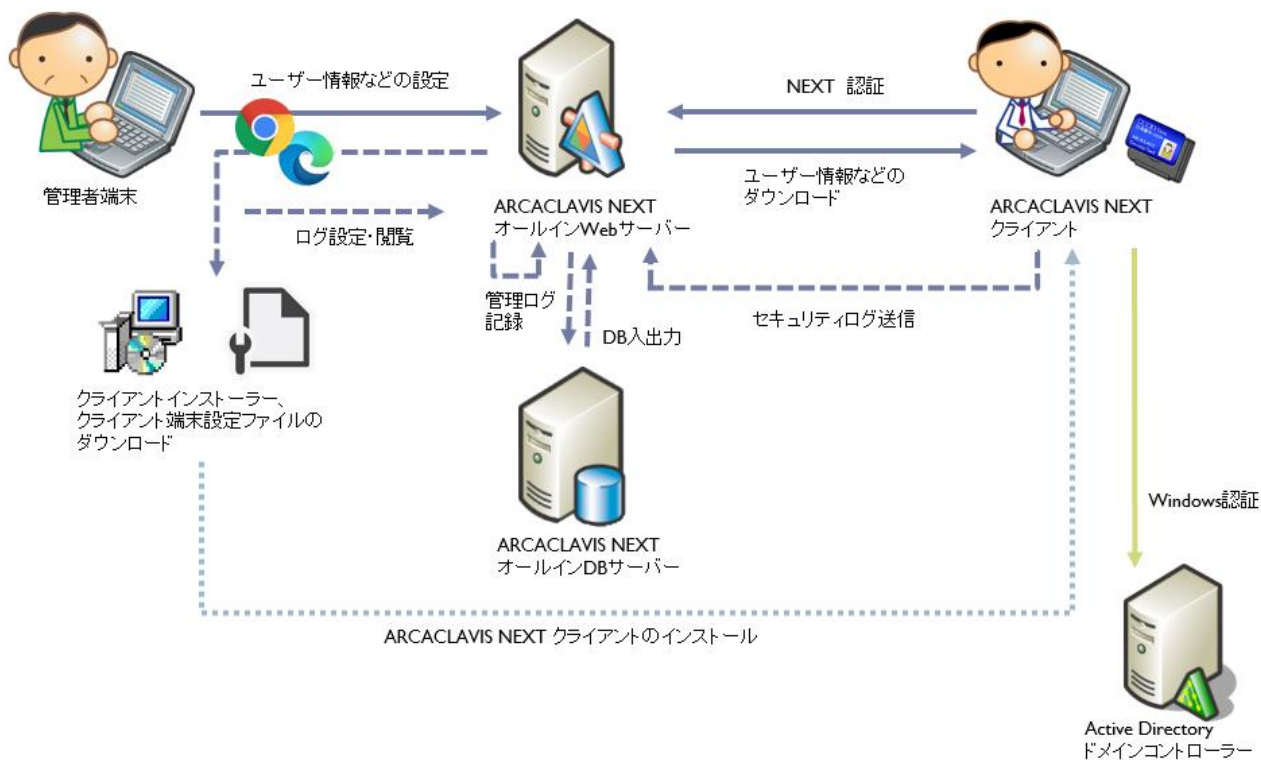 ユーザー情報などの設定
NEXT 認証
管理者端末
ログ設定・閲覧
ARCACLAVIS NEXT
オールインWebサーバー
ユーザー情報などの
ダウンロード
ARCACLAVIS NEXT
クライアント
管理ログ
記録
DB入出力
セキュリティログ送信
クライアントインストーラー、
クライアント端末設定ファイルの
ダウンロード
Windows認証
ARCACLAVIS NEXT
オールインDBサーバー
ARCACLAVIS NEXT クライアントのインストール
Active Directory
ドメインコントローラー